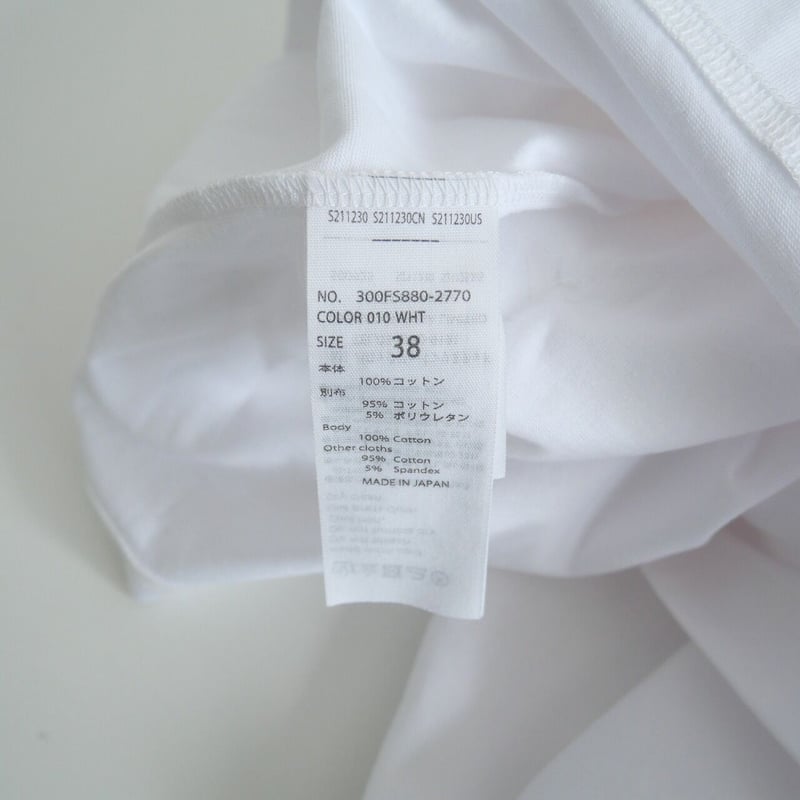 S211230 S211230CN S211230US
NO. 300FS880-2770
COLOR 010 WHT
SIZE 38
本体
100% コットン
別布
95% コットン
5% ポリウレタン
Body
100% Cotton
Other cloths
95% Cotton
5% Spandex
MADE IN JAPAN